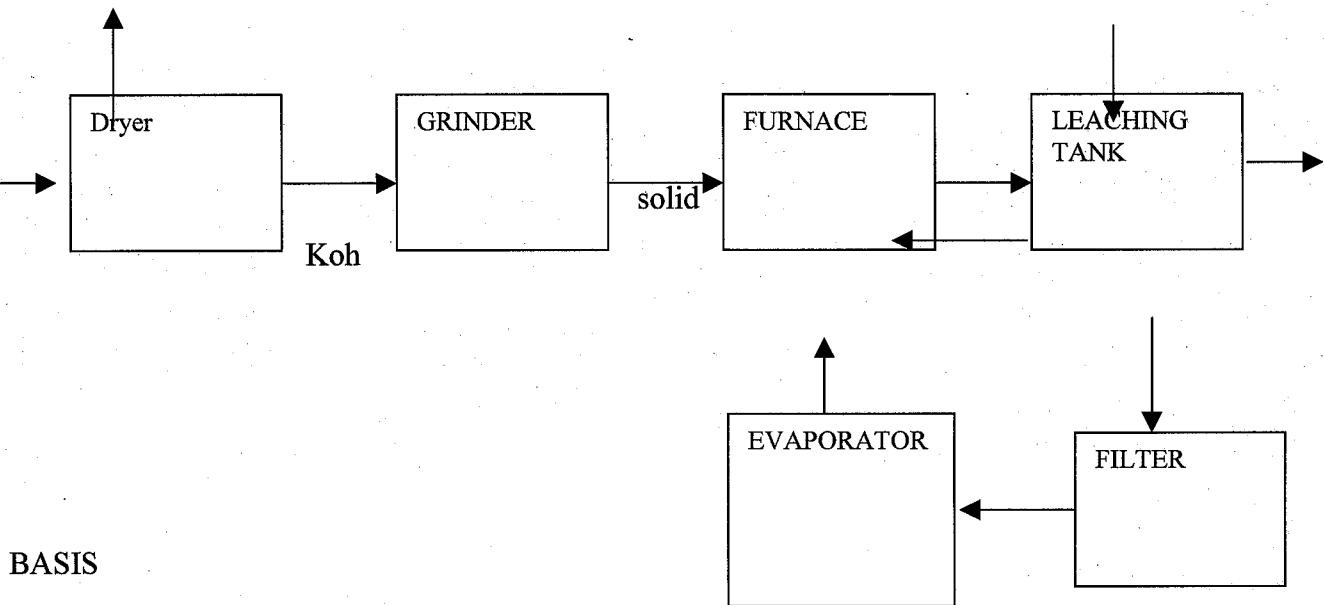 Dryer
GRINDER
FURNACE
LEACHING
TANK
solid
Koh
EVAPORATOR
FILTER
BASIS